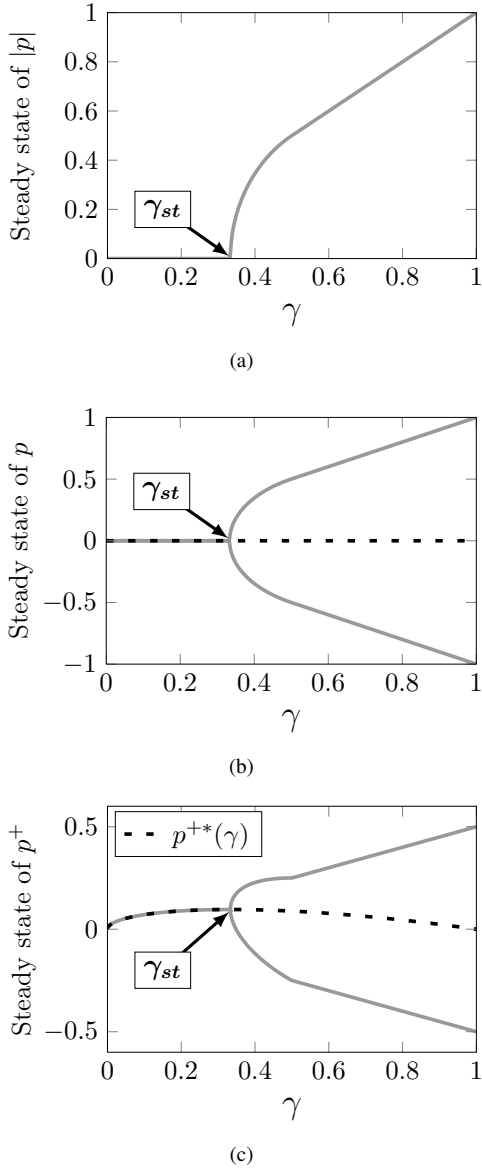 1
0.8
0.6
0.4
0.2
0
Steady state of |p|
γ_st
0 0.2 0.4 0.6 0.8 1
γ
(a)
1
0.5
0
−0.5
−1
Steady state of p
γ_st
0 0.2 0.4 0.6 0.8 1
γ
(b)
0.5
0
−0.5
Steady state of p⁺
p⁺*(γ)
γ_st
0 0.2 0.4 0.6 0.8 1
γ
(c)